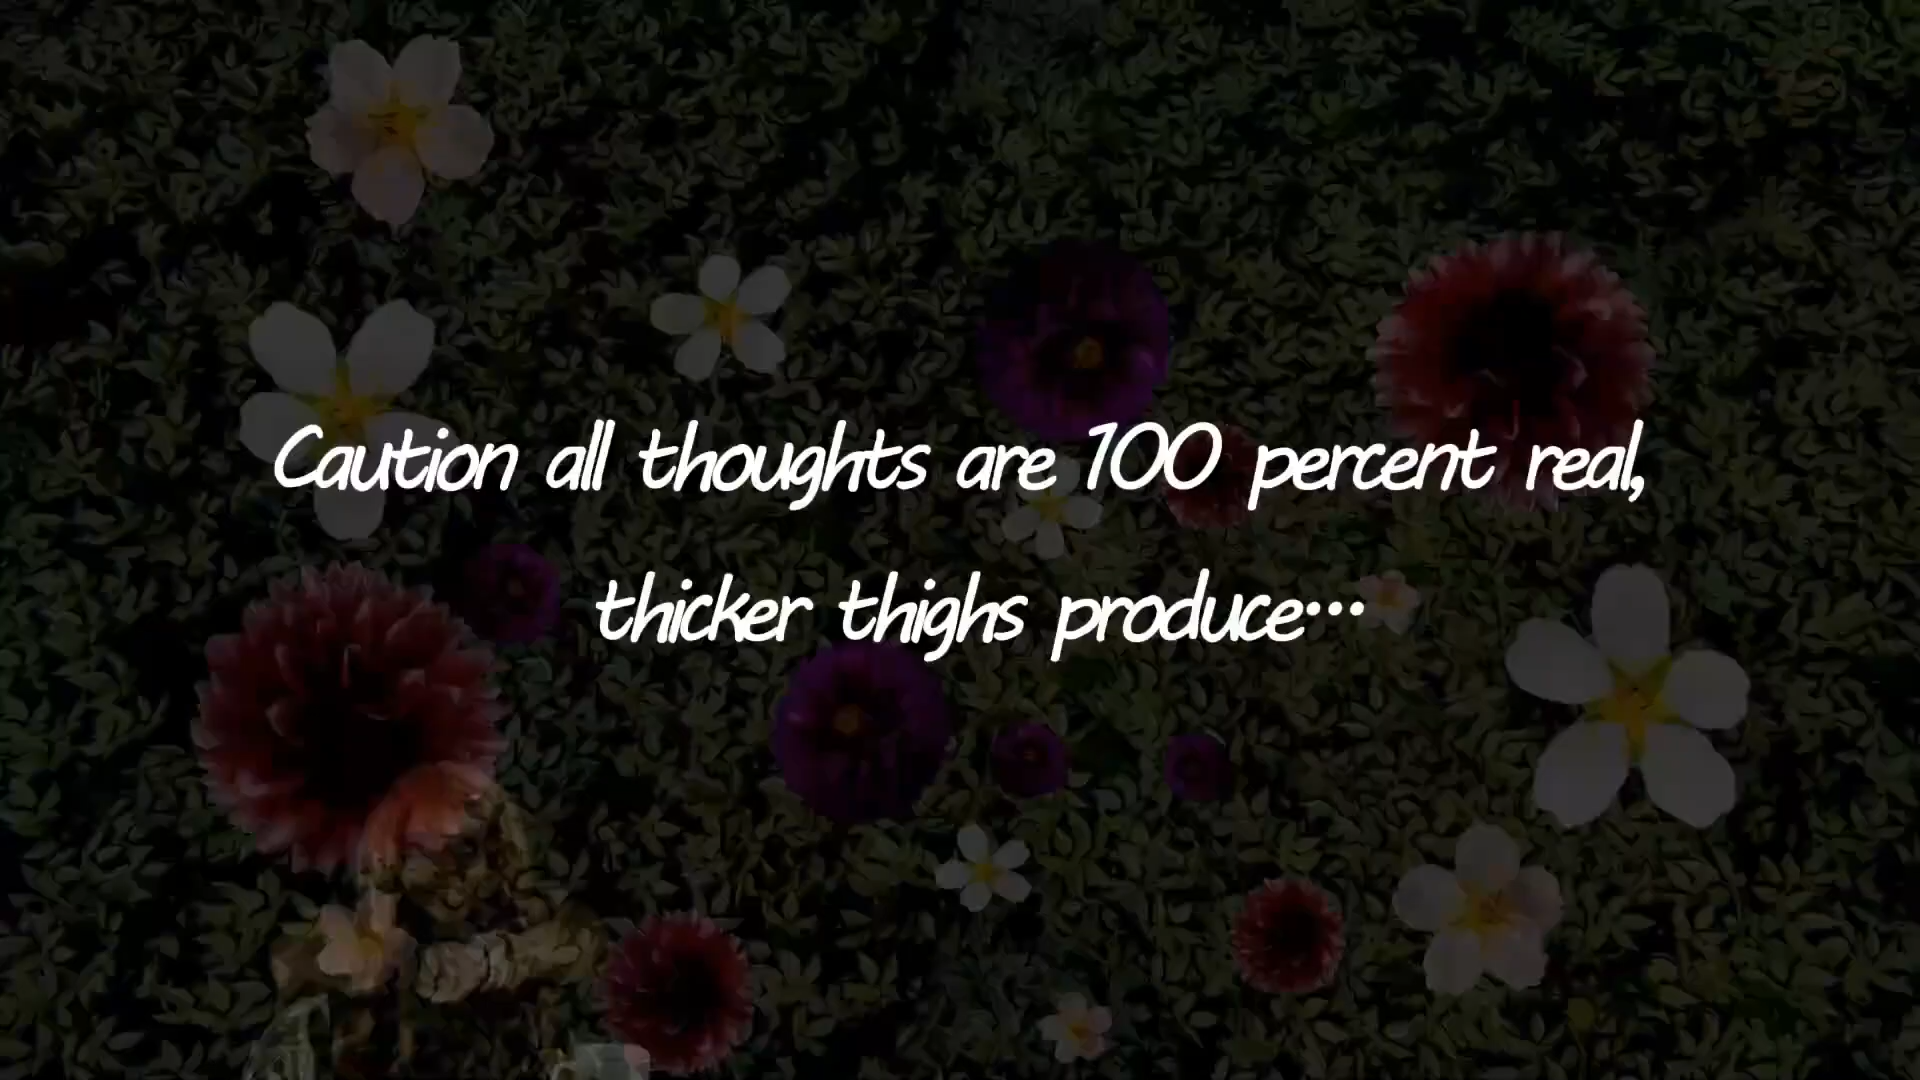 Caution all thoughts are 100 percent real,
thicker thighs produce…